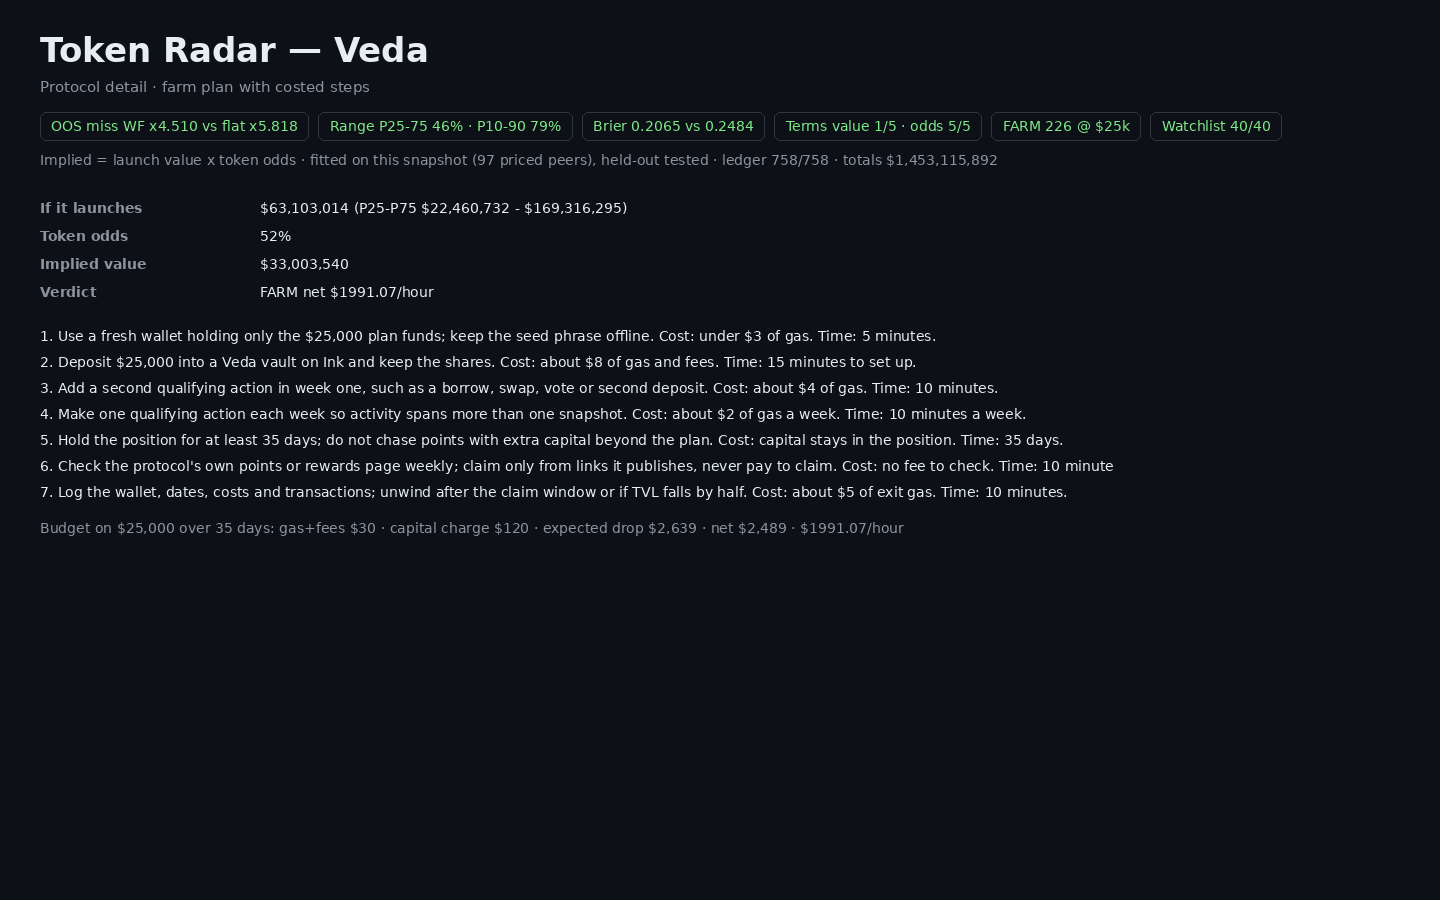 Token Radar — Veda
Protocol detail · farm plan with costed steps
OOS miss WF x4.510 vs flat x5.818
Range P25-75 46% · P10-90 79%
Brier 0.2065 vs 0.2484
Terms value 1/5 · odds 5/5
FARM 226 @ $25k
Watchlist 40/40
Implied = launch value x token odds · fitted on this snapshot (97 priced peers), held-out tested · ledger 758/758 · totals $1,453,115,892
If it launches $63,103,014 (P25-P75 $22,460,732 - $169,316,295)
Token odds 52%
Implied value $33,003,540
Verdict FARM net $1991.07/hour
1. Use a fresh wallet holding only the $25,000 plan funds; keep the seed phrase offline. Cost: under $3 of gas. Time: 5 minutes.
2. Deposit $25,000 into a Veda vault on Ink and keep the shares. Cost: about $8 of gas and fees. Time: 15 minutes to set up.
3. Add a second qualifying action in week one, such as a borrow, swap, vote or second deposit. Cost: about $4 of gas. Time: 10 minutes.
4. Make one qualifying action each week so activity spans more than one snapshot. Cost: about $2 of gas a week. Time: 10 minutes a week.
5. Hold the position for at least 35 days; do not chase points with extra capital beyond the plan. Cost: capital stays in the position. Time: 35 days.
6. Check the protocol's own points or rewards page weekly; claim only from links it publishes, never pay to claim. Cost: no fee to check. Time: 10 minute
7. Log the wallet, dates, costs and transactions; unwind after the claim window or if TVL falls by half. Cost: about $5 of exit gas. Time: 10 minutes.
Budget on $25,000 over 35 days: gas+fees $30 · capital charge $120 · expected drop $2,639 · net $2,489 · $1991.07/hour